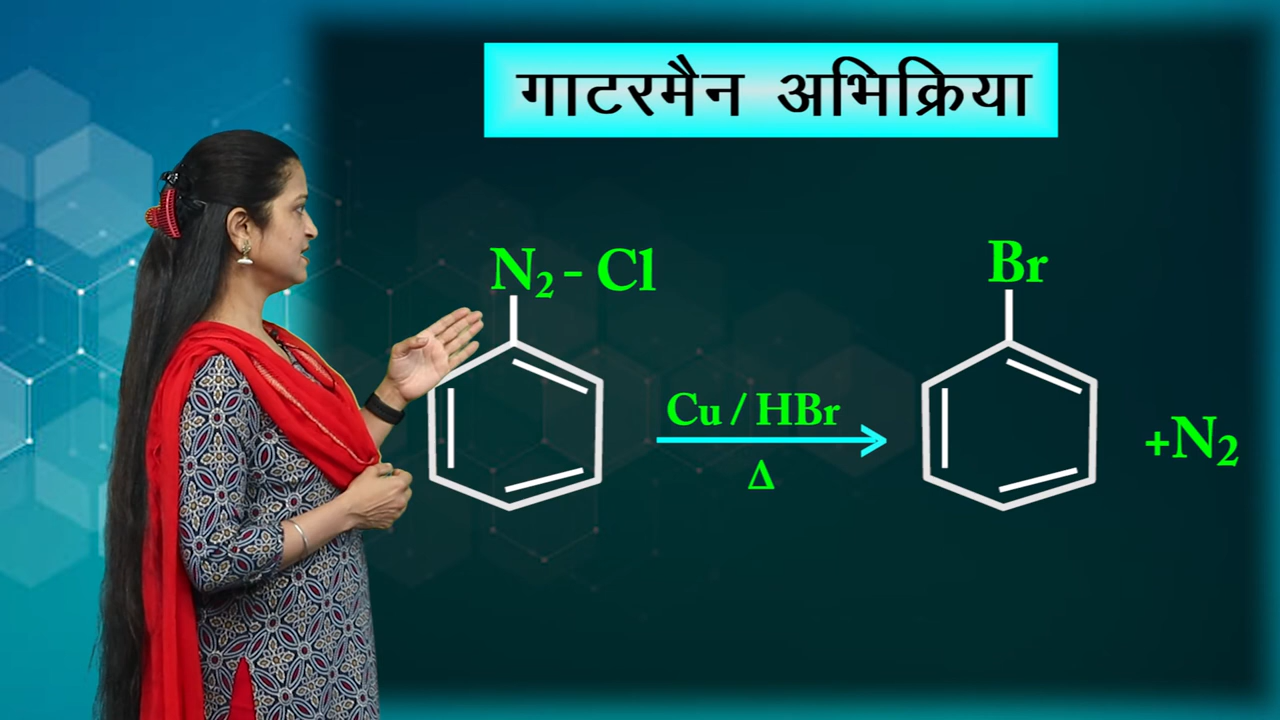 गाटरमैन अभिक्रिया
N₂ - Cl
Br
Cu / HBr
Δ
+N₂